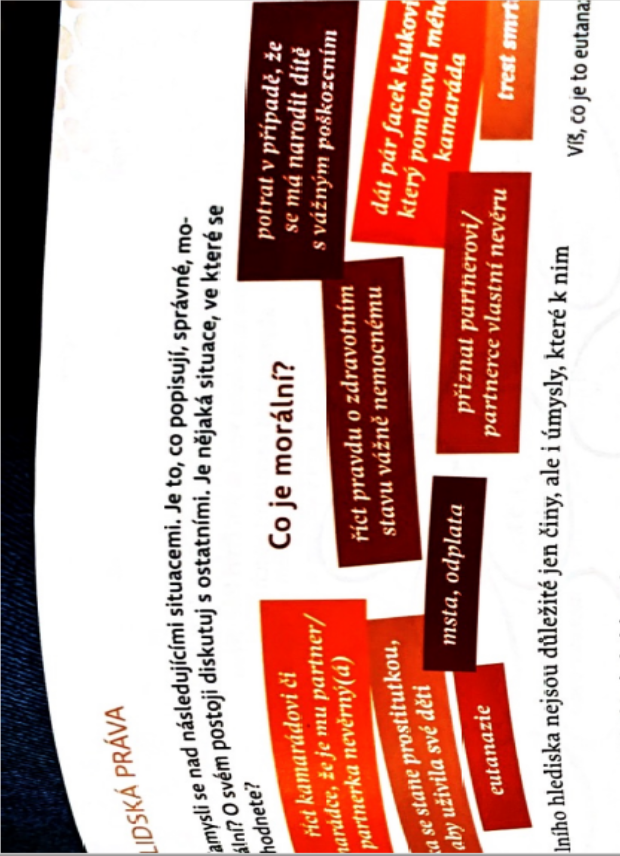 LIDSKÁ PRÁVA
amysli se nad následujícími situacemi. Je to, co popisují, správné, mo-
ální? O svém postoji diskutuj s ostatními. Je nějaká situace, ve které se
hodnete?
Co je morální?
říct kamarádovi či
narádce, že je mu partner/
partnerka nevěrný(á)
říct pravdu o zdravotním
stavu vážně nemocnému
potrat v případě, že
se má narodit dítě
s vážným poškozením
a se stane prostitutkou,
aby uživila své děti
msta, odplata
přiznat partnerovi/
partnerce vlastní nevěru
dát pár facek klukovi
který pomlouval mého
kamaráda
eutanazie
trest smrt
lního hlediska nejsou důležité jen činy, ale i úmysly, které k nim
Víš, co je to eutana